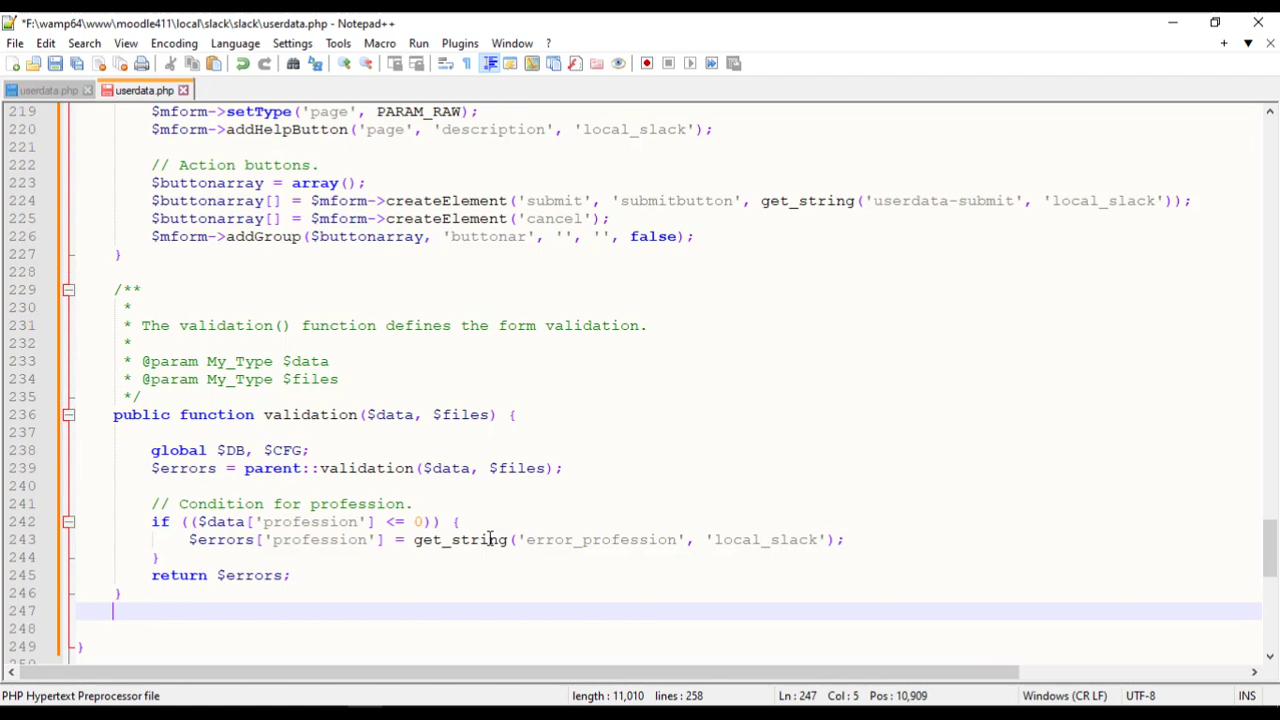 *F:\wamp64\www\moodle411\local\slack\slack\userdata.php - Notepad++
File Edit Search View Encoding Language Settings Tools Macro Run Plugins Window ?
userdata.php userdata.php
219 $mform->setType('page', PARAM_RAW);
220 $mform->addHelpButton('page', 'description', 'local_slack');
221
222 // Action buttons.
223 $buttonarray = array();
224 $buttonarray[] = $mform->createElement('submit', 'submitbutton', get_string('userdata-submit', 'local_slack'));
225 $buttonarray[] = $mform->createElement('cancel');
226 $mform->addGroup($buttonarray, 'buttonar', '', '', false);
227 }
228
229 /**
230 *
231 * The validation() function defines the form validation.
232 *
233 * @param My_Type $data
234 * @param My_Type $files
235 */
236 public function validation($data, $files) {
237
238 global $DB, $CFG;
239 $errors = parent::validation($data, $files);
240
241 // Condition for profession.
242 if (($data['profession'] <= 0)) {
243 $errors['profession'] = get_string('error_profession', 'local_slack');
244 }
245 return $errors;
246 }
247
248
249 }
PHP Hypertext Preprocessor file length : 11,010 lines : 258 Ln : 247 Col : 5 Pos : 10,909 Windows (CR LF) UTF-8 INS